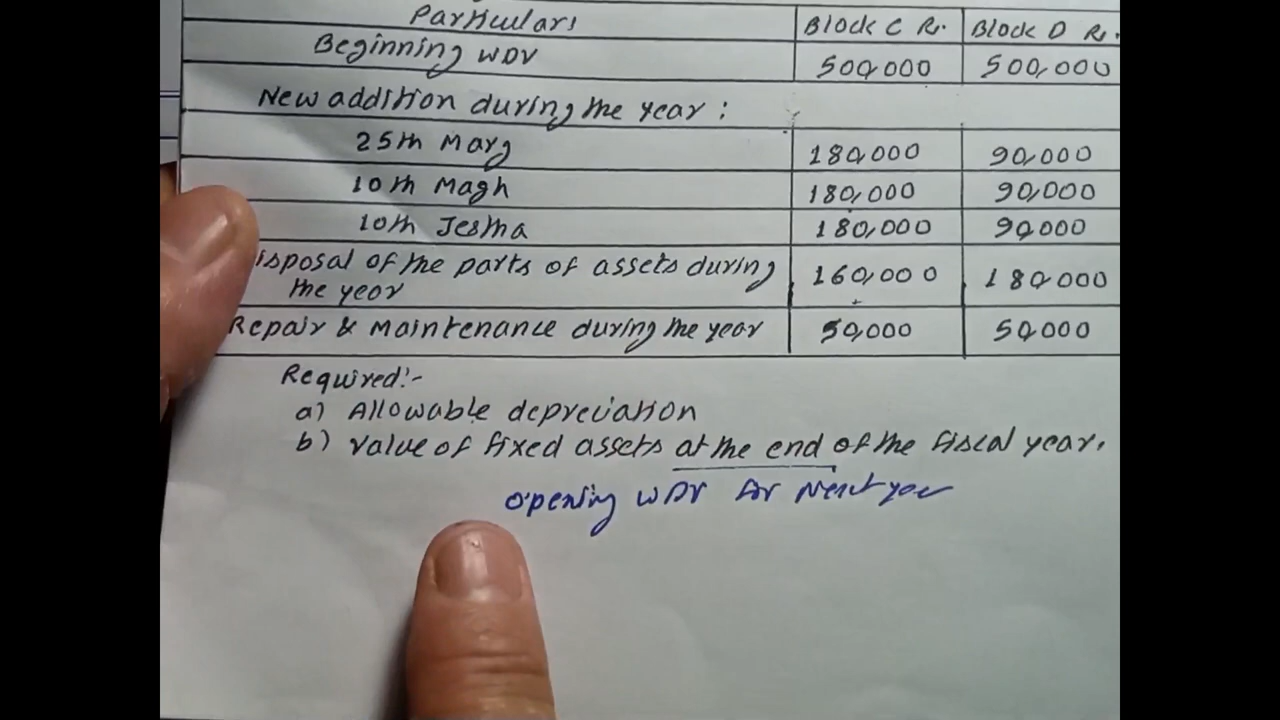 Particulars Block C Rs. Block D Rs.
Beginning WDV 500,000 500,000
New addition during the year :
25th Marg 180,000 90,000
10th Magh 180,000 90,000
10th Jestha 180,000 90,000
isposal of the parts of assets during
the year 160,000 180,000
Repair & Maintenance during the year 50,000 50,000
Required:-
a) Allowable depreciation
b) Value of fixed assets at the end of the fiscal year.
opening WDV for Next year